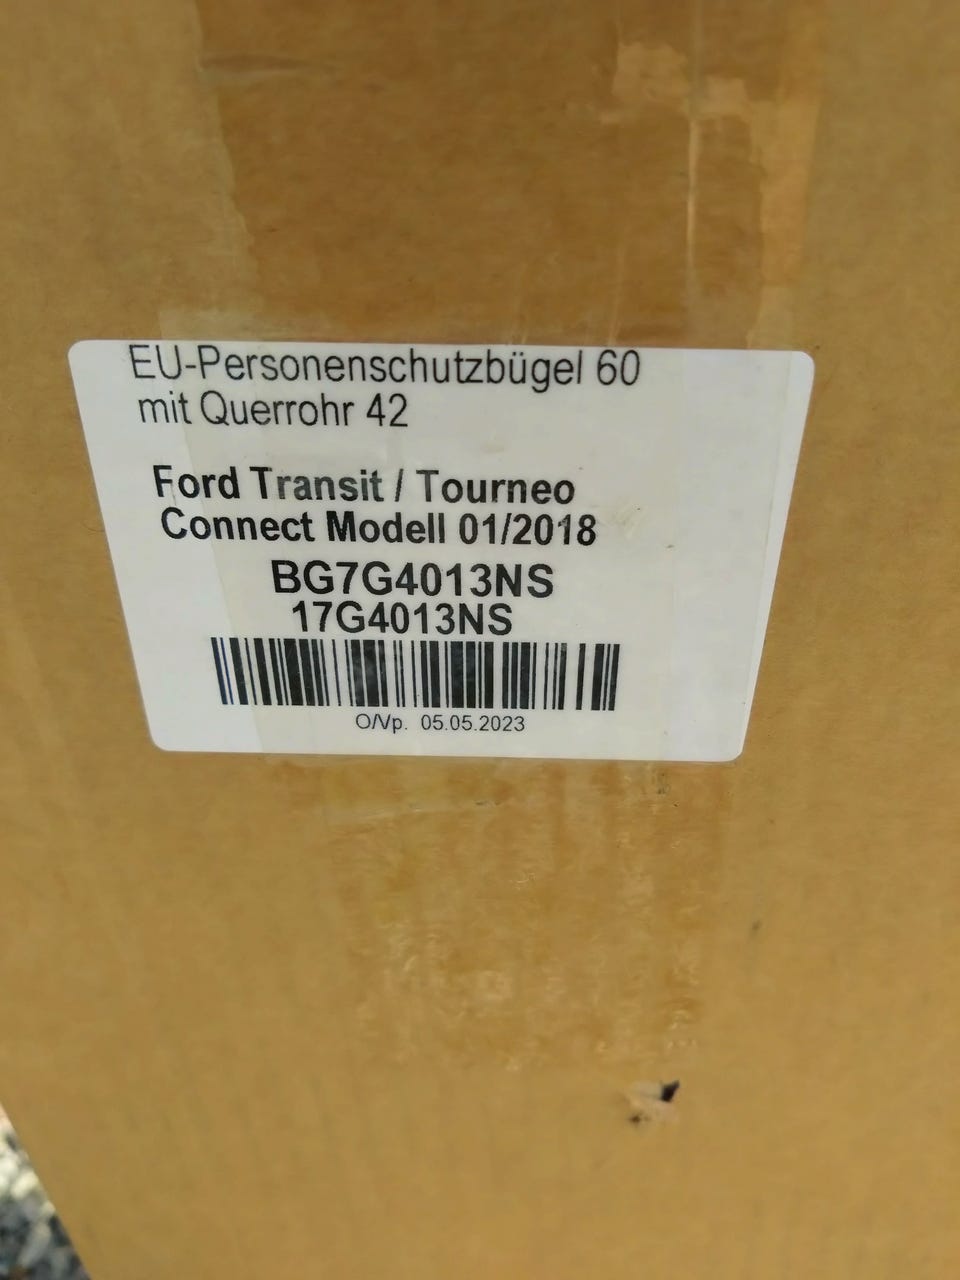 EU-Personenschutzbügel 60
mit Querrohr 42
Ford Transit / Tourneo
Connect Modell 01/2018
BG7G4013NS
17G4013NS
O/Vp. 05.05.2023